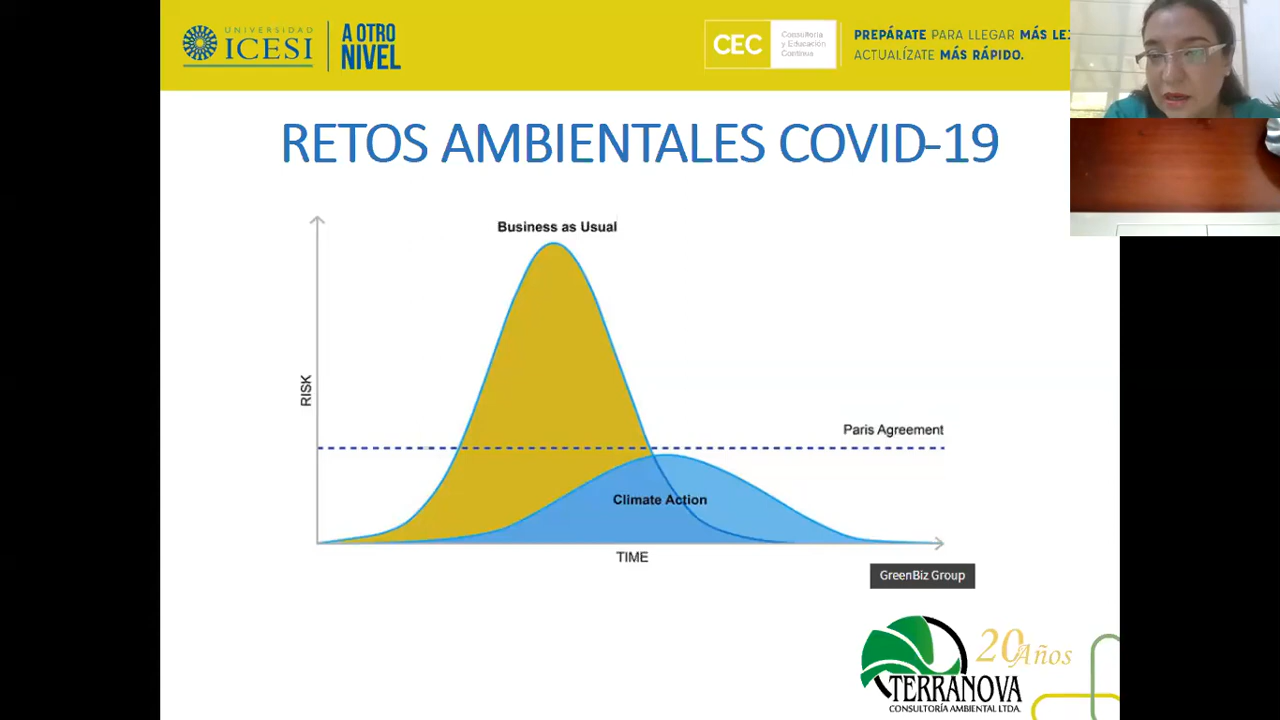 UNIVERSIDAD
ICESI
A OTRO
NIVEL
CEC
Consultoría
y Educación
Continua
PREPÁRATE PARA LLEGAR MÁS
ACTUALÍZATE MÁS RÁPIDO.
RETOS AMBIENTALES COVID-19
Business as Usual
RISK
Paris Agreement
Climate Action
TIME
GreenBiz Group
20 Años
TERRANOVA
CONSULTORÍA AMBIENTAL LTDA.